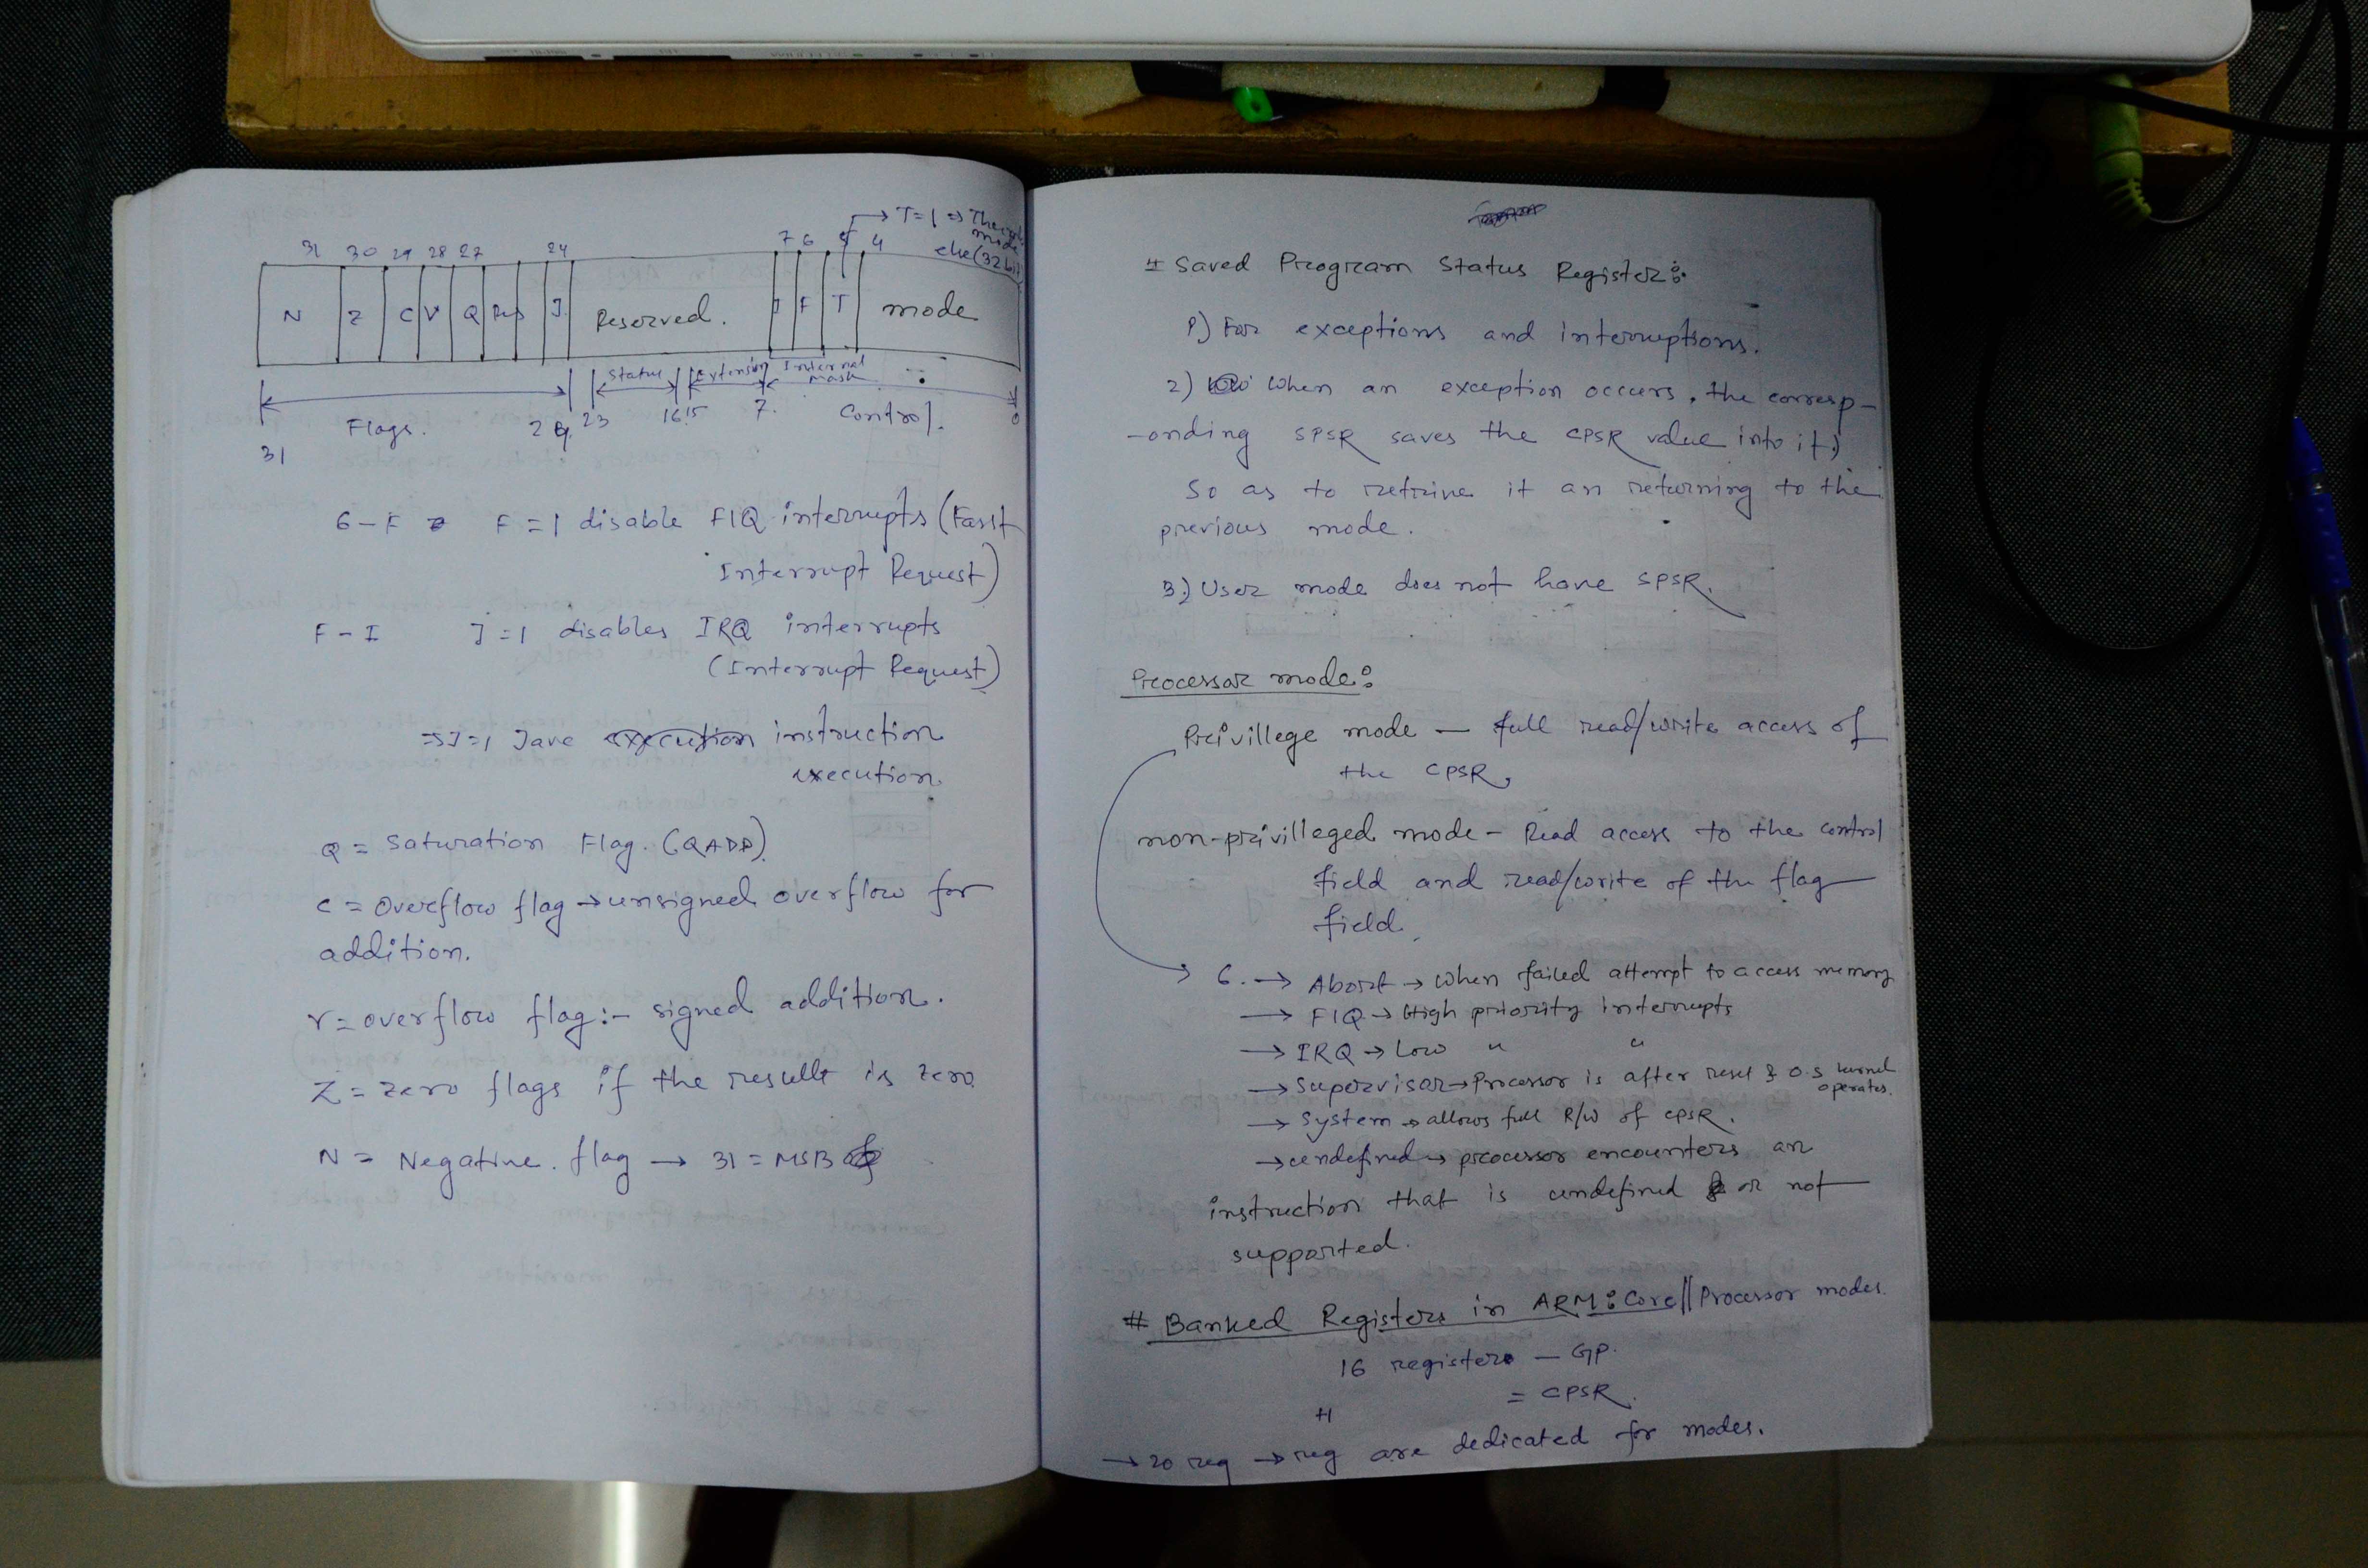 T=1 => Thumb
mode
else (32 bit)
31 30 29 28 27 24 7 6 5 4
N Z C V Q Res J Reserved. I F T mode
Status Extension Internal
mask
31 Flags. 24 23 16 15 7. Control. 0
6-F F=1 disable FIQ interrupts (Fast
Interrupt Request)
F-I I=1 disables IRQ interrupts
(Interrupt Request)
=>J=1 Jave execution instruction
execution.
Q = Saturation Flag. (QADD).
C = Overflow flag → unsigned overflow for
addition.
V = overflow flag:- signed addition.
Z = zero flags if the result is zero.
N = Negative. flag → 31 = MSB
# Saved Program Status Register:
1) For exceptions and interruptions.
2) When an exception occurs, the corresp-
-onding SPSR saves the CPSR value into it)
So as to retrive it an returning to the
previous mode.
3) User mode does not have SPSR.
Processor mode:
Privillege mode — full read/write access of
the CPSR,
non-privilleged mode - Read access to the control
field and read/write of the flag
field.
6. → Abort → when failed attempt to access memory
→ FIQ → High priority interrupts
→ IRQ → Low " "
→ Supervisor → Processor is after reset & O.S kernel
operates.
→ System → allows full R/W of CPSR.
→ undefined → processor encounters an
instruction that is undefined or not
supported.
# Banked Registers in ARM: Core || Processor modes.
16 registers — GP.
+1 = CPSR.
→ 20 reg → reg are dedicated for modes.